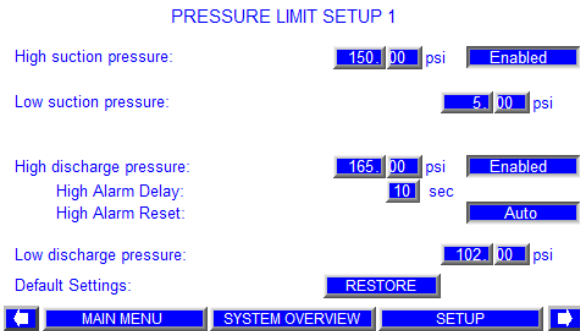 PRESSURE LIMIT SETUP 1
High suction pressure: 150. 00 psi Enabled
Low suction pressure: 5. 00 psi
High discharge pressure: 165. 00 psi Enabled
High Alarm Delay: 10 sec
High Alarm Reset: Auto
Low discharge pressure: 102. 00 psi
Default Settings: RESTORE
MAIN MENU SYSTEM OVERVIEW SETUP